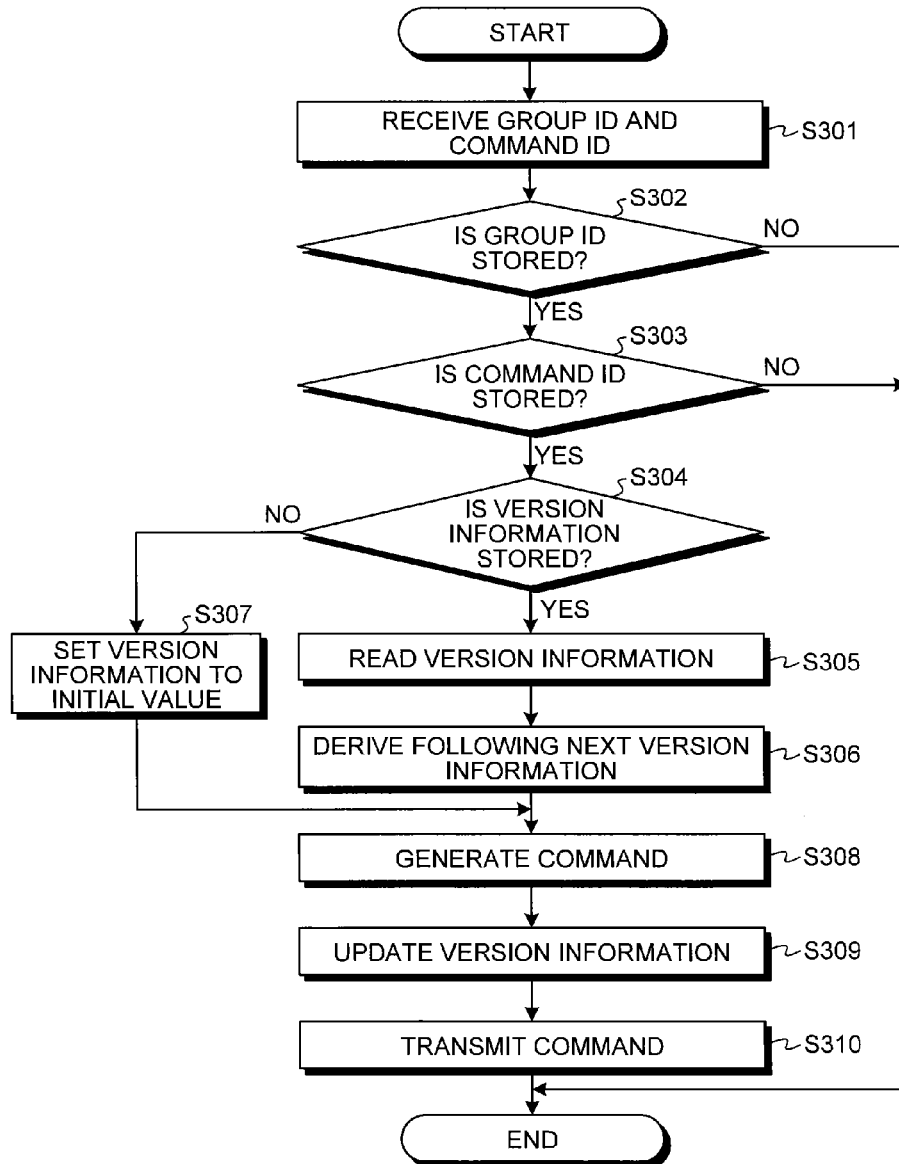 START
RECEIVE GROUP ID AND
COMMAND ID
S301
S302
IS GROUP ID
STORED?
NO
YES
S303
IS COMMAND ID
STORED?
NO
YES
S304
IS VERSION
INFORMATION
STORED?
NO
YES
S307
SET VERSION
INFORMATION TO
INITIAL VALUE
READ VERSION INFORMATION
S305
DERIVE FOLLOWING NEXT VERSION
INFORMATION
S306
GENERATE COMMAND
S308
UPDATE VERSION INFORMATION
S309
TRANSMIT COMMAND
S310
END